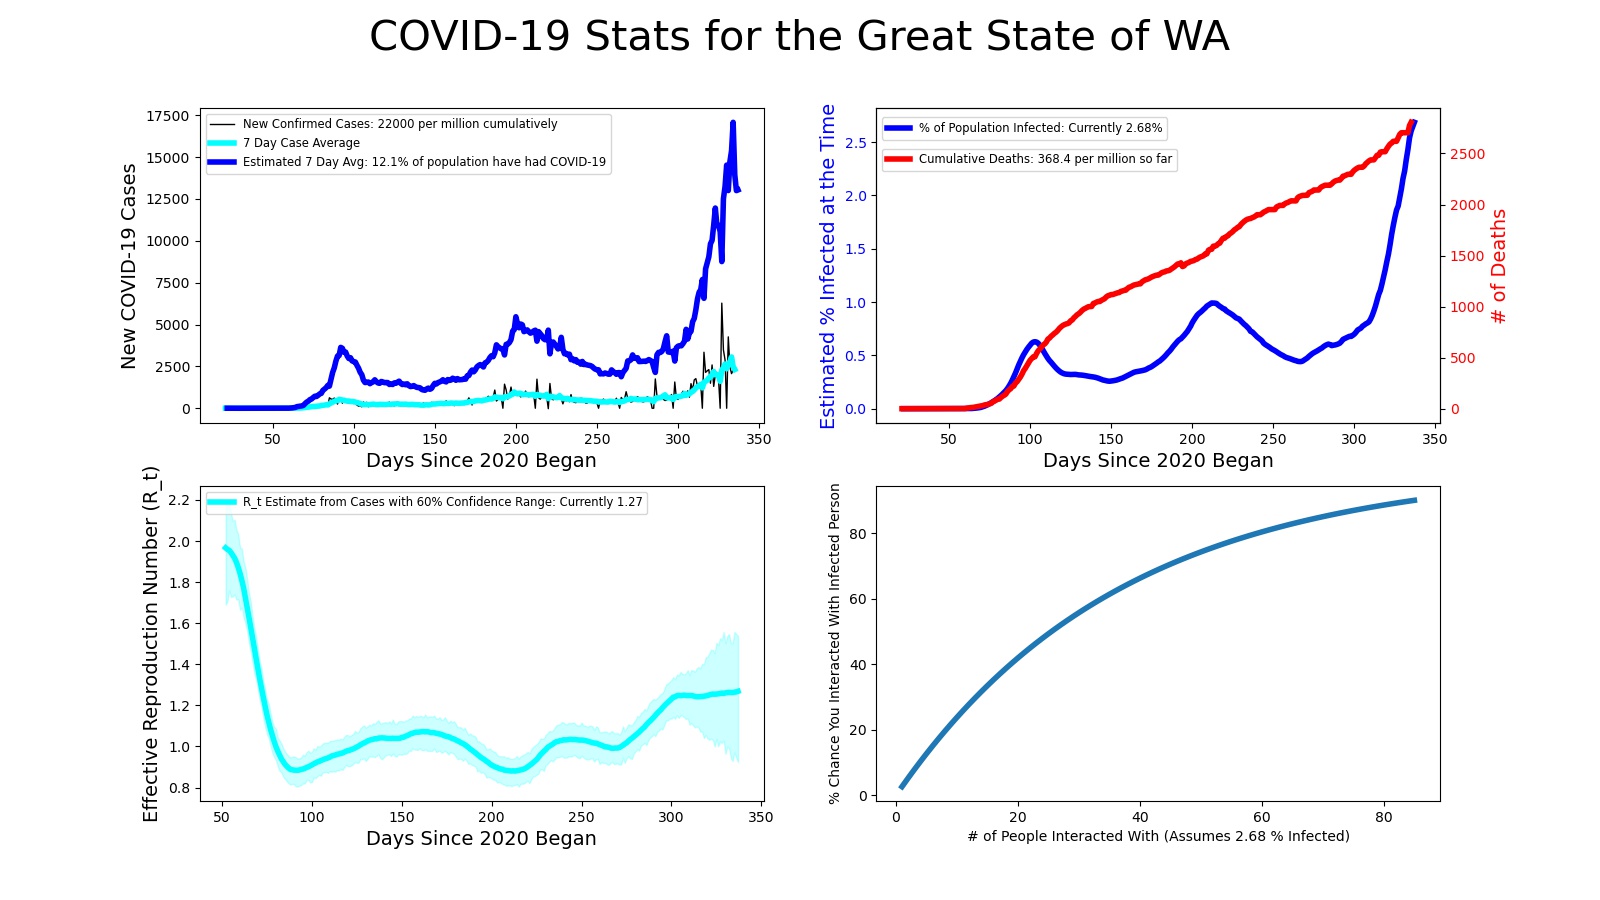 COVID-19 Stats for the Great State of WA
New COVID-19 Cases
17500
15000
12500
10000
7500
5000
2500
0
New Confirmed Cases: 22000 per million cumulatively
7 Day Case Average
Estimated 7 Day Avg: 12.1% of population have had COVID-19
50 100 150 200 250 300 350
Days Since 2020 Began
Estimated % Infected at the Time
2.5
2.0
1.5
1.0
0.5
0.0
% of Population Infected: Currently 2.68%
Cumulative Deaths: 368.4 per million so far
2500
2000
1500
1000
500
0
# of Deaths
50 100 150 200 250 300 350
Days Since 2020 Began
Effective Reproduction Number (R_t)
2.2
2.0
1.8
1.6
1.4
1.2
1.0
0.8
R_t Estimate from Cases with 60% Confidence Range: Currently 1.27
50 100 150 200 250 300 350
Days Since 2020 Began
% Chance You Interacted With Infected Person
80
60
40
20
0
0 20 40 60 80
# of People Interacted With (Assumes 2.68 % Infected)